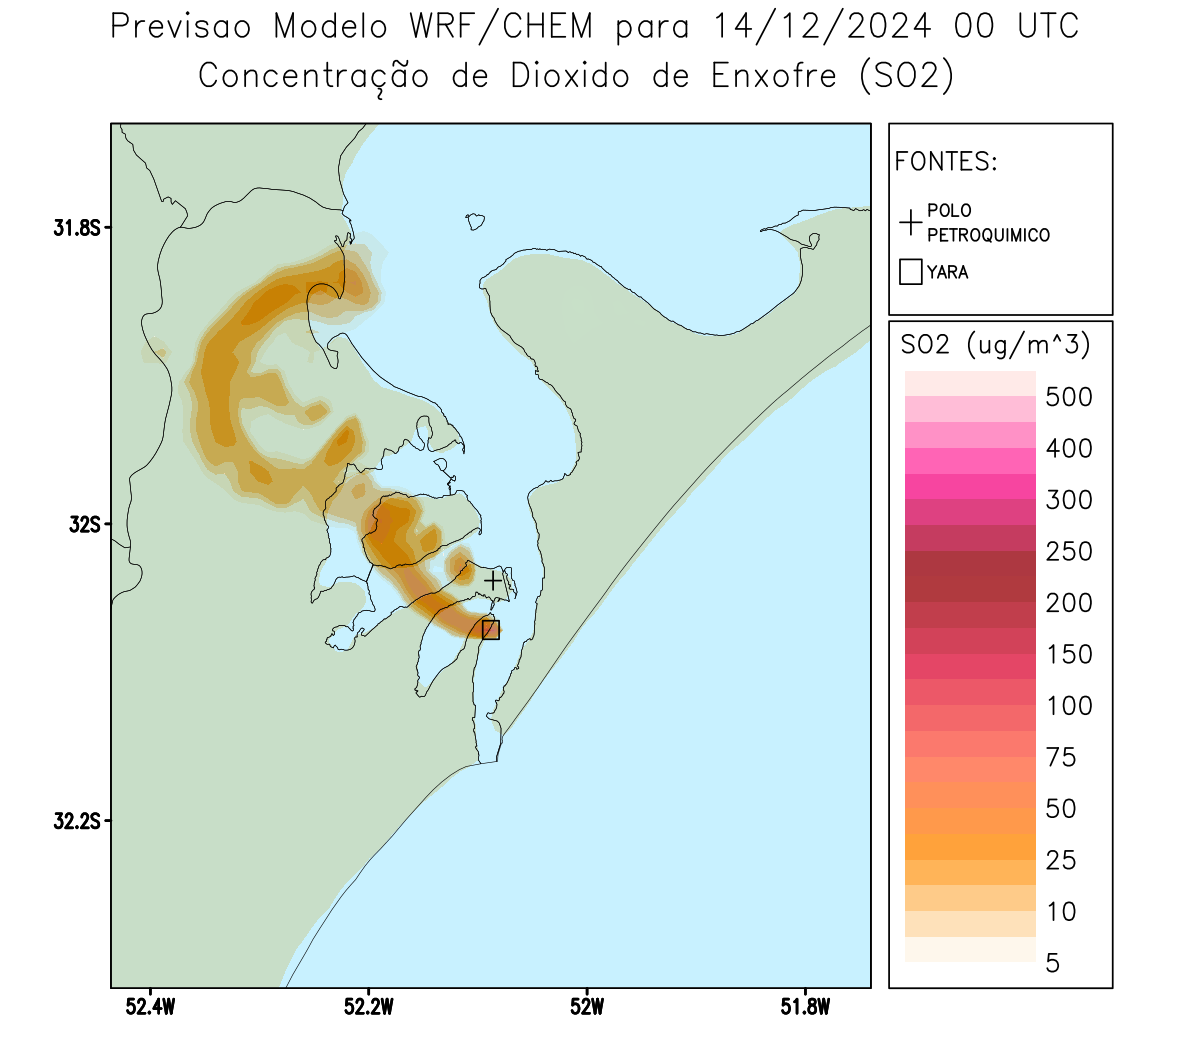 Previsao Modelo WRF/CHEM para 14/12/2024 00 UTC
Concentração de Dioxido de Enxofre (SO2)
FONTES:
POLO
PETROQUIMICO
YARA
SO2 (ug/m^3)
500
400
300
250
200
150
100
75
50
25
10
5
31.8S
32S
32.2S
52.4W
52.2W
52W
51.8W